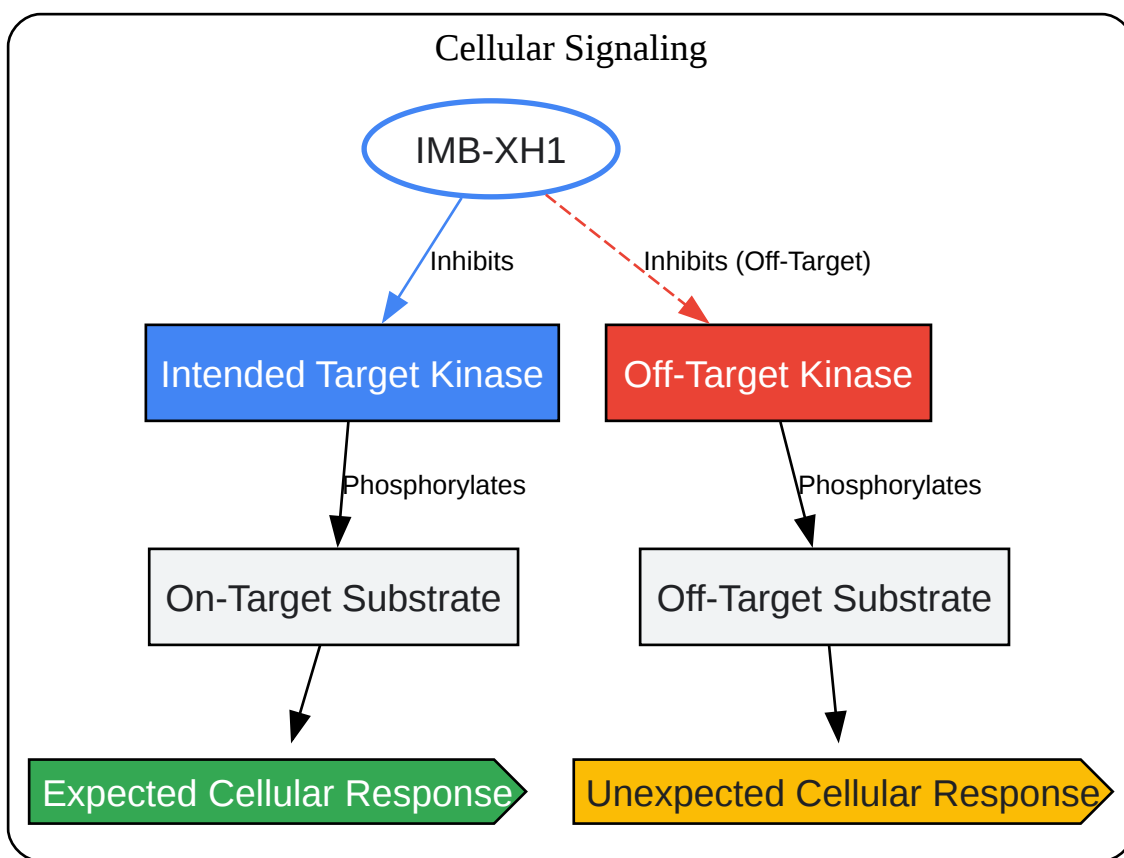 Cellular Signaling
IMB-XH1
Inhibits
Inhibits (Off-Target)
Intended Target Kinase
Off-Target Kinase
Phosphorylates
Phosphorylates
On-Target Substrate
Off-Target Substrate
Expected Cellular Response
Unexpected Cellular Response